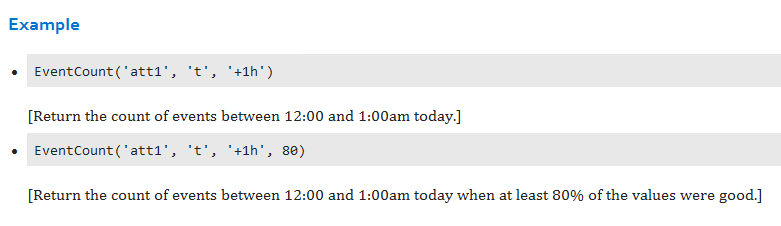 Example
• EventCount('att1', 't', '+1h')
[Return the count of events between 12:00 and 1:00am today.]
• EventCount('att1', 't', '+1h', 80)
[Return the count of events between 12:00 and 1:00am today when at least 80% of the values were good.]